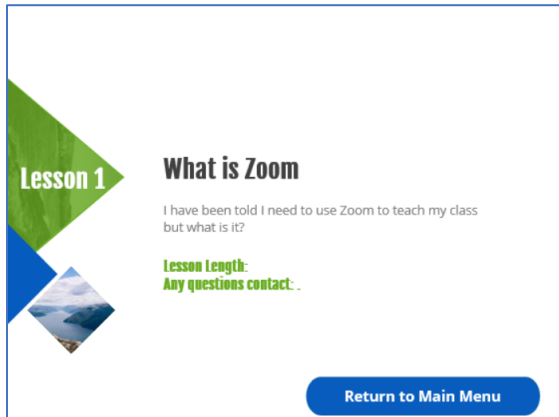 Lesson 1
What is Zoom
I have been told I need to use Zoom to teach my class
but what is it?
Lesson Length:
Any questions contact: .
Return to Main Menu